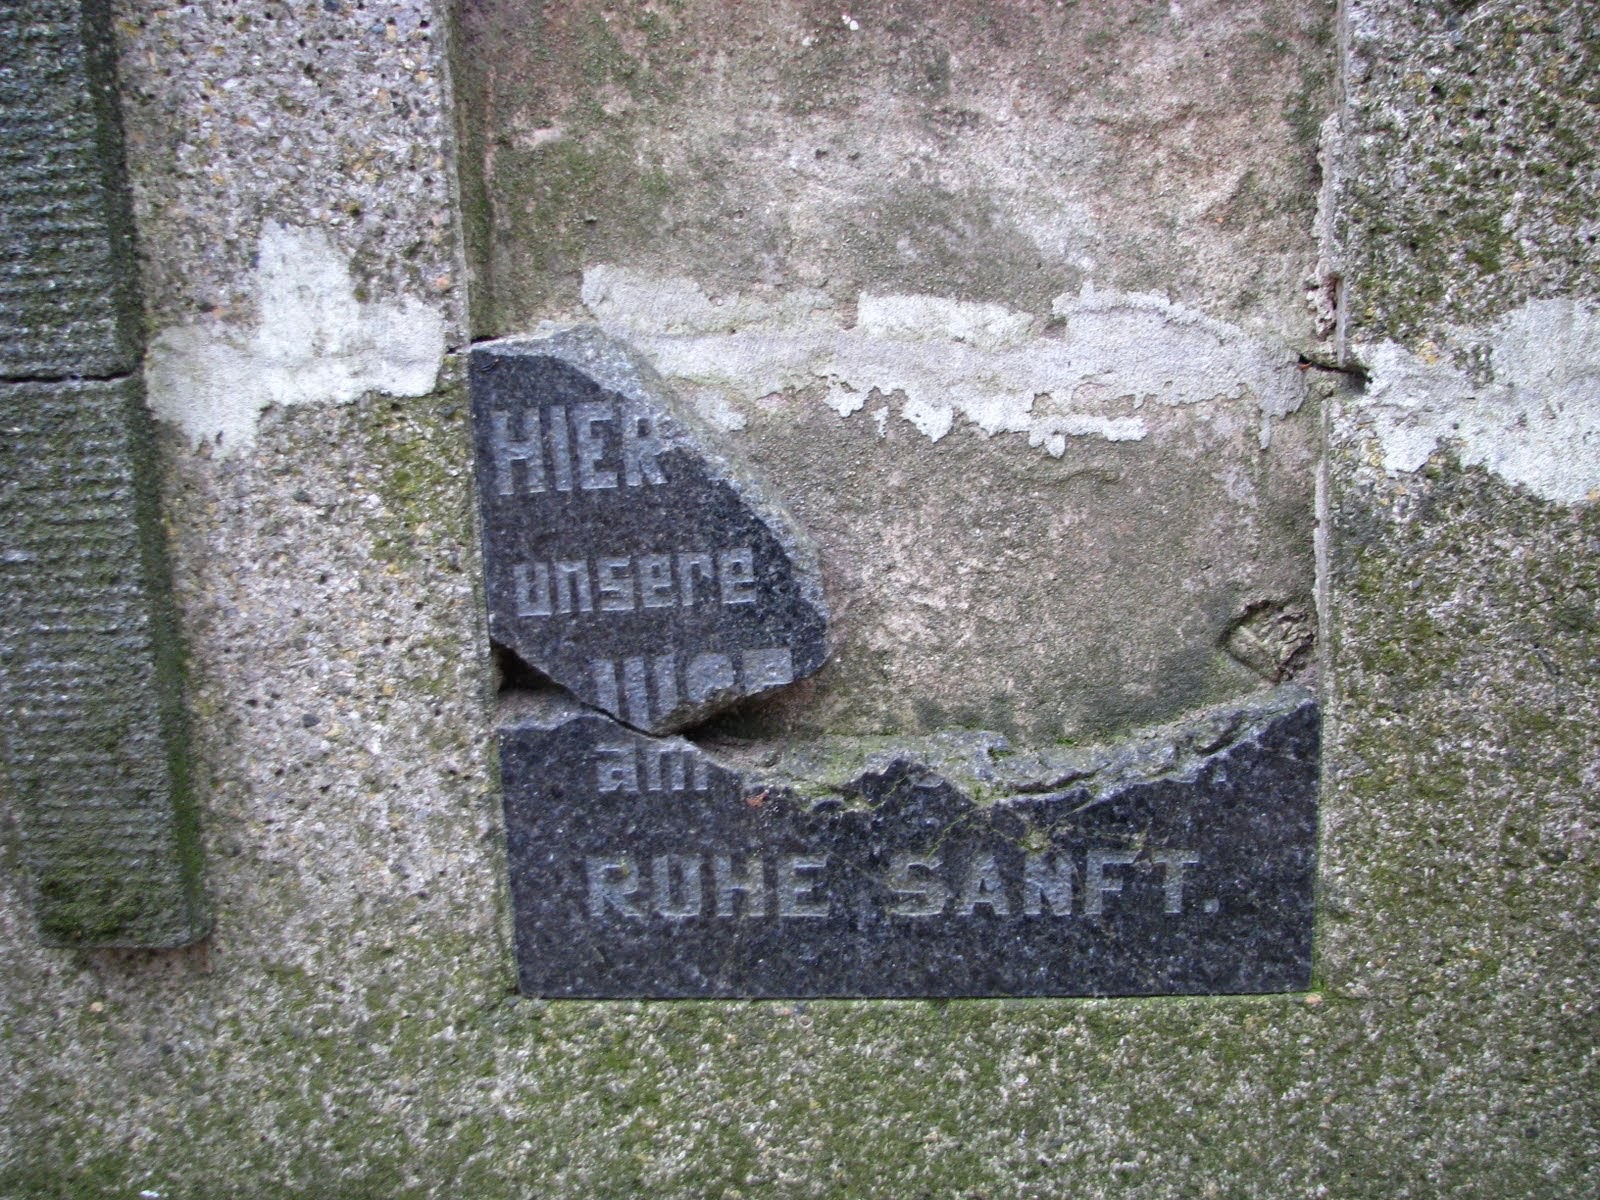 HIER
unsere
am
RUHE SANFT.